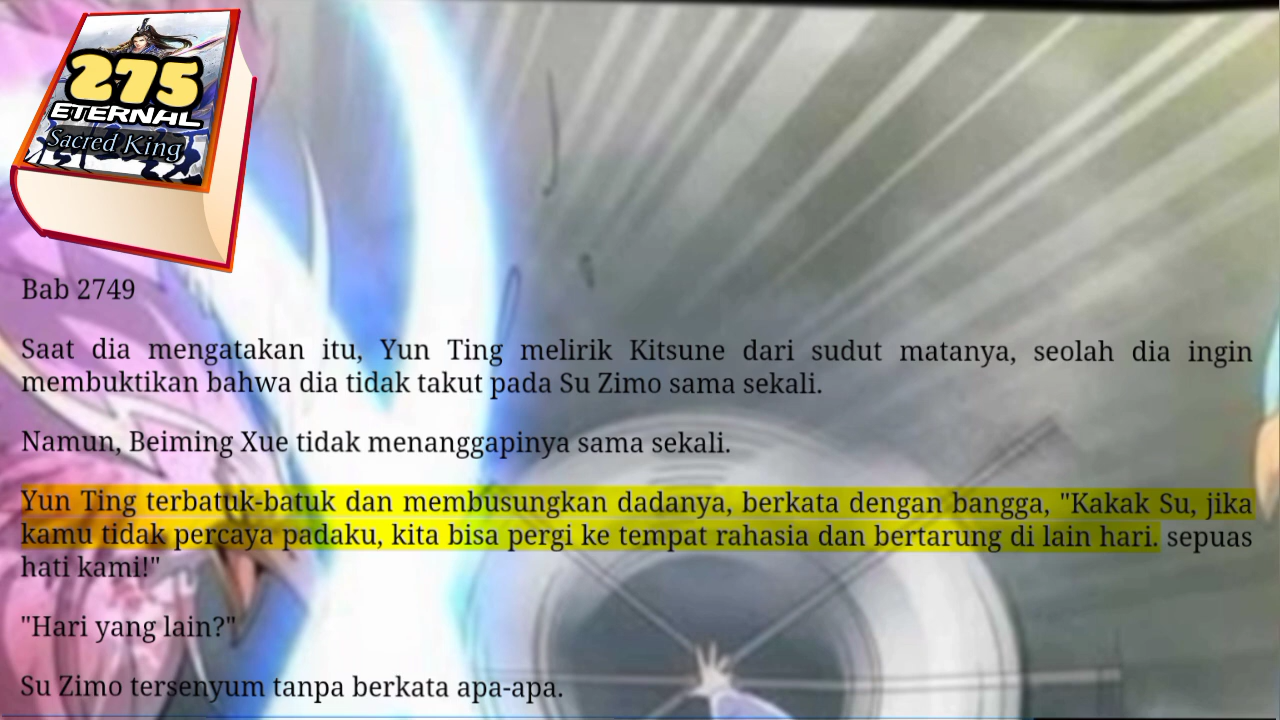 275
ETERNAL
Sacred King
Bab 2749
Saat dia mengatakan itu, Yun Ting melirik Kitsune dari sudut matanya, seolah dia ingin
membuktikan bahwa dia tidak takut pada Su Zimo sama sekali.
Namun, Beiming Xue tidak menanggapinya sama sekali.
Yun Ting terbatuk-batuk dan membusungkan dadanya, berkata dengan bangga, "Kakak Su, jika
kamu tidak percaya padaku, kita bisa pergi ke tempat rahasia dan bertarung di lain hari. sepuas
hati kami!"
"Hari yang lain?"
Su Zimo tersenyum tanpa berkata apa-apa.